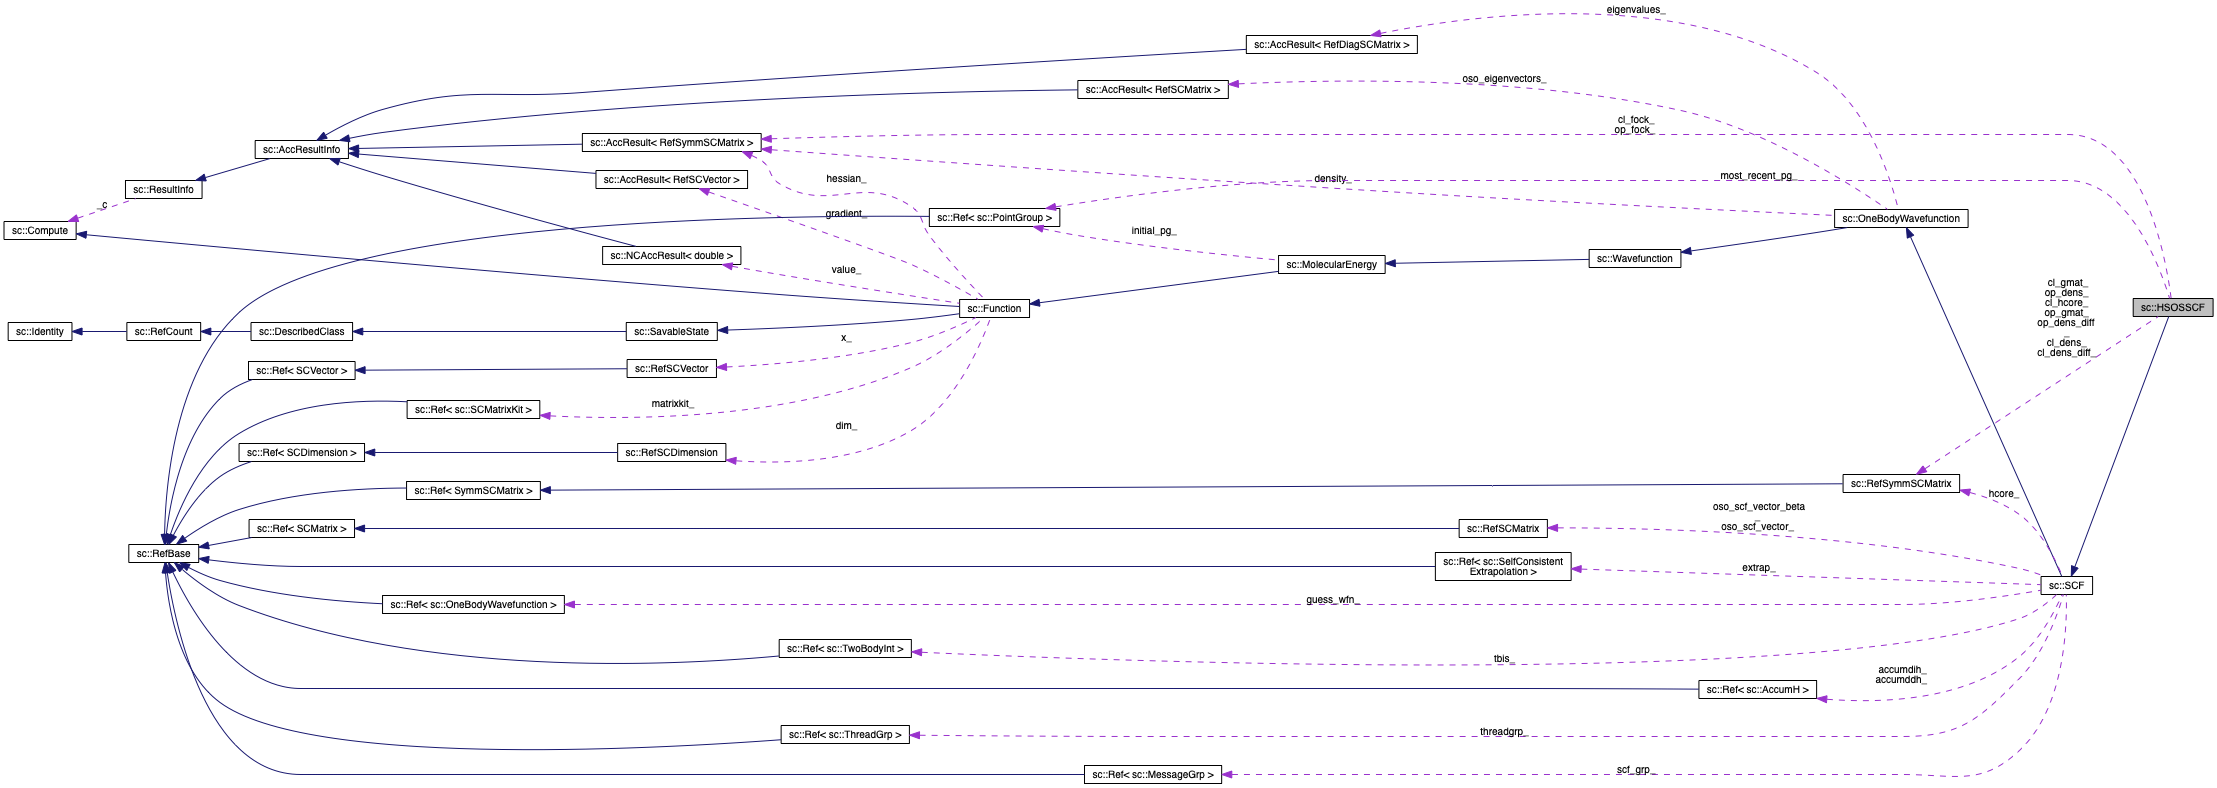 eigenvalues_
sc::AccResult< RefDiagSCMatrix >
oso_eigenvectors_
sc::AccResult< RefSCMatrix >
cl_fock_
op_fock_
sc::AccResult< RefSymmSCMatrix >
sc::AccResultInfo
hessian_
density_
most_recent_pg_
sc::AccResult< RefSCVector >
sc::ResultInfo
_c
gradient_
sc::Ref< sc::PointGroup >
sc::OneBodyWavefunction
sc::Compute
initial_pg_
sc::NCAccResult< double >
sc::Wavefunction
sc::MolecularEnergy
value_
cl_gmat_
op_dens_
cl_hcore_
op_gmat_
op_dens_diff
_
cl_dens_
cl_dens_diff_
sc::HSOSSCF
sc::Function
sc::Identity
sc::RefCount
sc::DescribedClass
sc::SavableState
x_
sc::Ref< SCVector >
sc::RefSCVector
matrixkit_
sc::Ref< sc::SCMatrixKit >
dim_
sc::Ref< SCDimension >
sc::RefSCDimension
sc::Ref< SymmSCMatrix >
sc::RefSymmSCMatrix
hcore_
oso_scf_vector_beta
_
oso_scf_vector_
sc::Ref< SCMatrix >
sc::RefSCMatrix
sc::RefBase
sc::Ref< sc::SelfConsistent
Extrapolation >
extrap_
sc::SCF
sc::Ref< sc::OneBodyWavefunction >
guess_wfn_
sc::Ref< sc::TwoBodyInt >
tbis_
accumdih_
accumddh_
sc::Ref< sc::AccumH >
sc::Ref< sc::ThreadGrp >
threadgrp_
sc::Ref< sc::MessageGrp >
scf_grp_